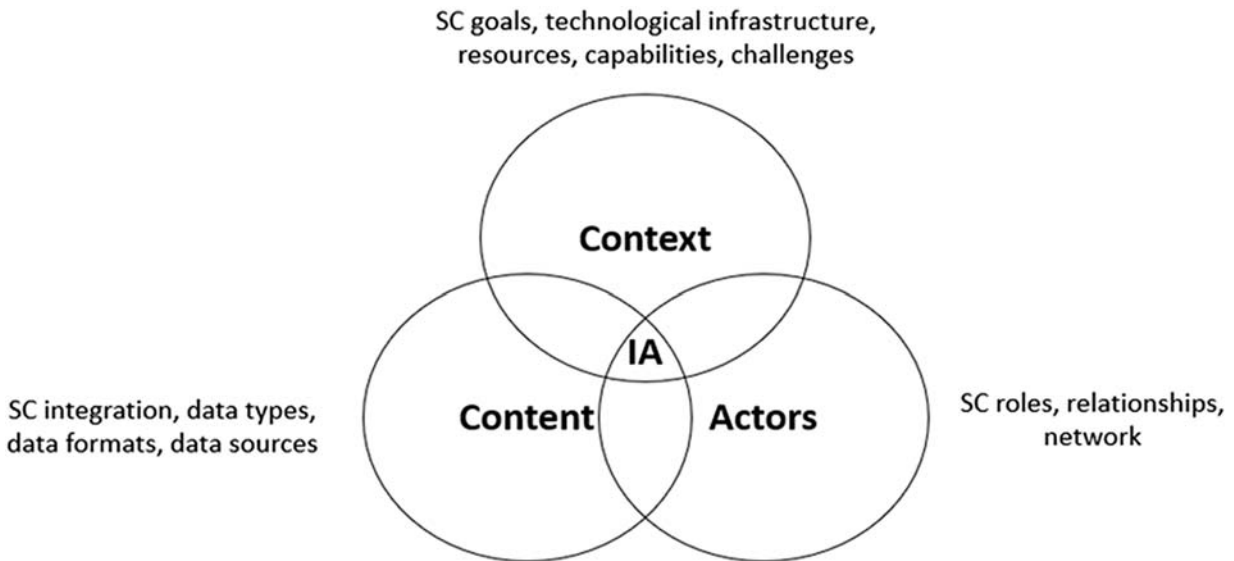 SC goals, technological infrastructure,
resources, capabilities, challenges
Context
IA
Content
Actors
SC integration, data types,
data formats, data sources
SC roles, relationships,
network